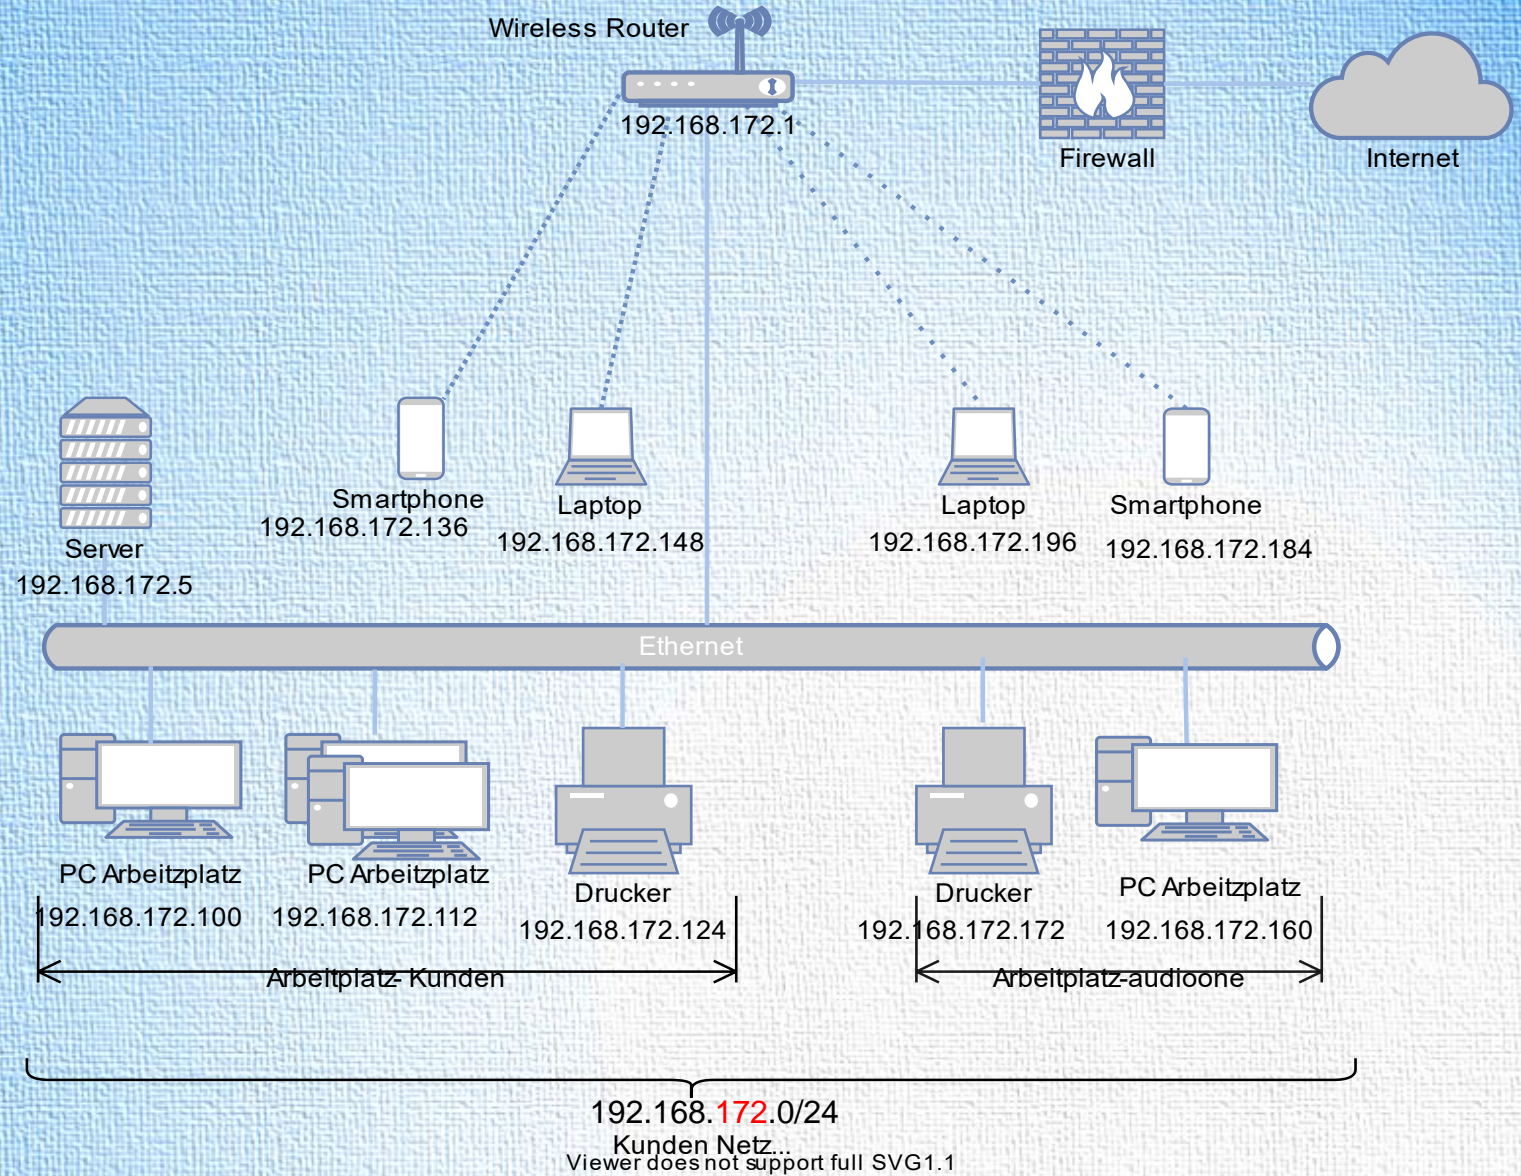 Wireless Router
192.168.172.1
Firewall
Internet
Smartphone
192.168.172.136
Laptop
192.168.172.148
Laptop
192.168.172.196
Smartphone
192.168.172.184
Server
192.168.172.5
Ethernet
PC Arbeitzplatz
192.168.172.100
PC Arbeitzplatz
192.168.172.112
Drucker
192.168.172.124
Drucker
192.168.172.172
PC Arbeitzplatz
192.168.172.160
Arbeitplatz- Kunden
Arbeitplatz-audioone
192.168.172.0/24
Kunden Netz...
Viewer does not support full SVG1.1